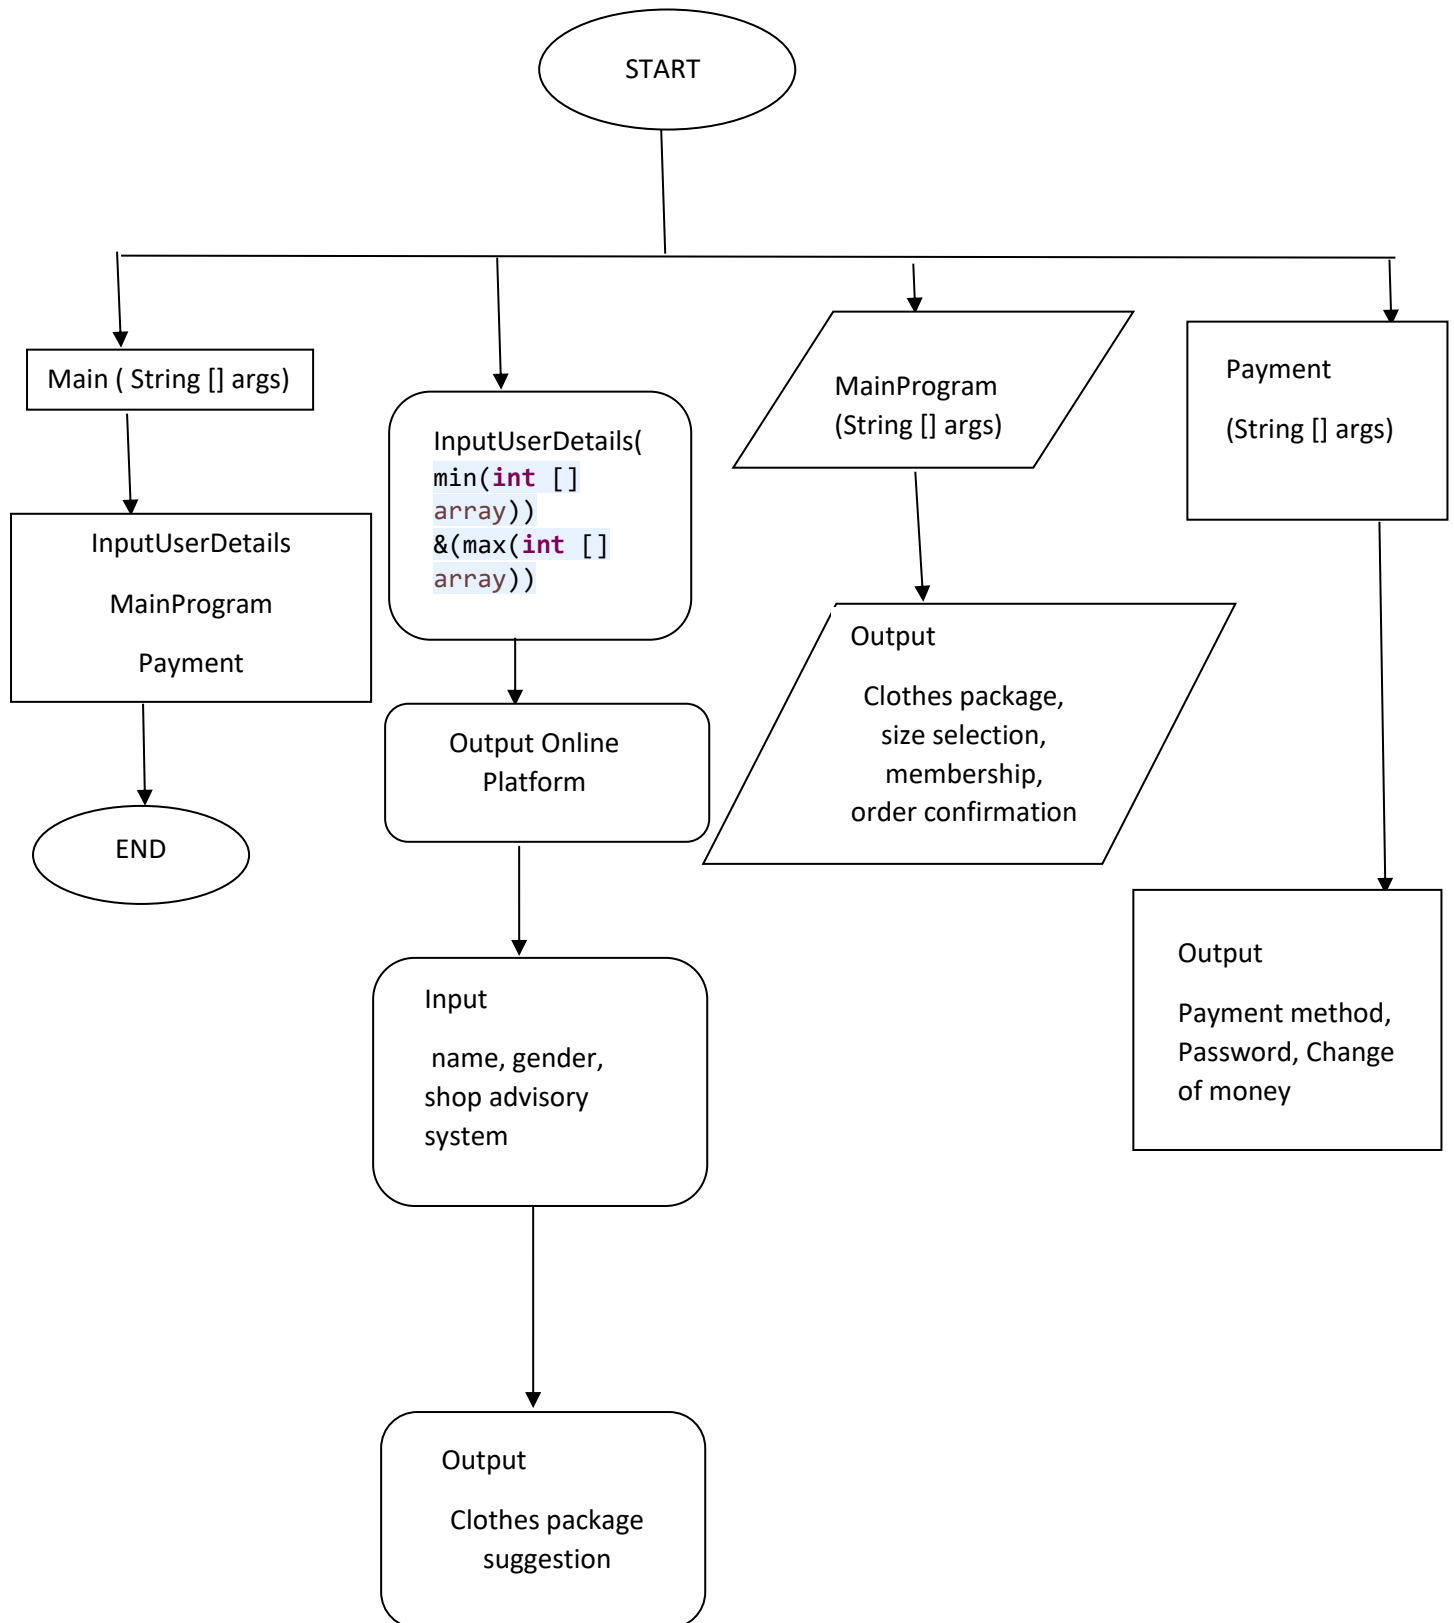 START
Main ( String [] args)
InputUserDetails
MainProgram
Payment
END
InputUserDetails(
min(int []
array))
&(max(int []
array))
Output Online
Platform
Input
name, gender,
shop advisory
system
Output
Clothes package
suggestion
MainProgram
(String [] args)
Output
Clothes package,
size selection,
membership,
order confirmation
Payment
(String [] args)
Output
Payment method,
Password, Change
of money